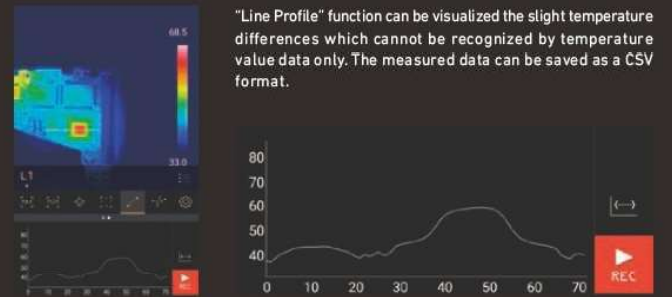 "Line Profile" function can be visualized the slight temperature
differences which cannot be recognized by temperature
value data only. The measured data can be saved as a CSV
format.
68.5
33.0
L1
REC
80
70
60
50
40
0 10 20 30 40 50 60 70
REC